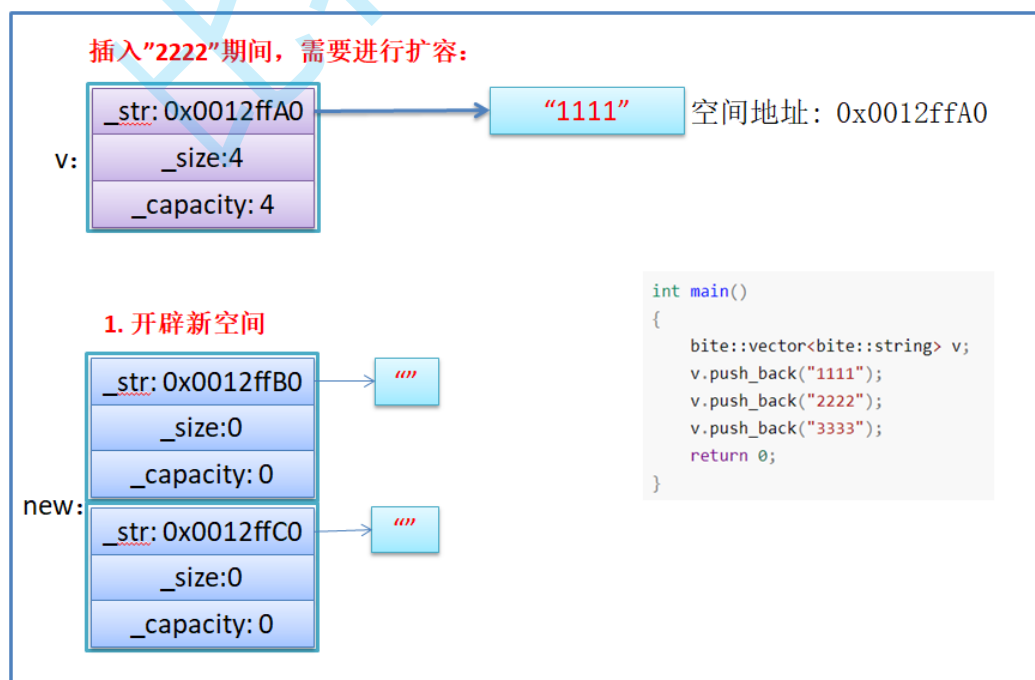 插入”2222”期间，需要进行扩容：
_str: 0x0012ffA0
“1111”
空间地址: 0x0012ffA0
v:
_size:4
_capacity: 4
1. 开辟新空间
_str: 0x0012ffB0
“”
_size:0
_capacity: 0
new:
_str: 0x0012ffC0
“”
_size:0
_capacity: 0
int main()
{
bite::vector<bite::string> v;
v.push_back("1111");
v.push_back("2222");
v.push_back("3333");
return 0;
}